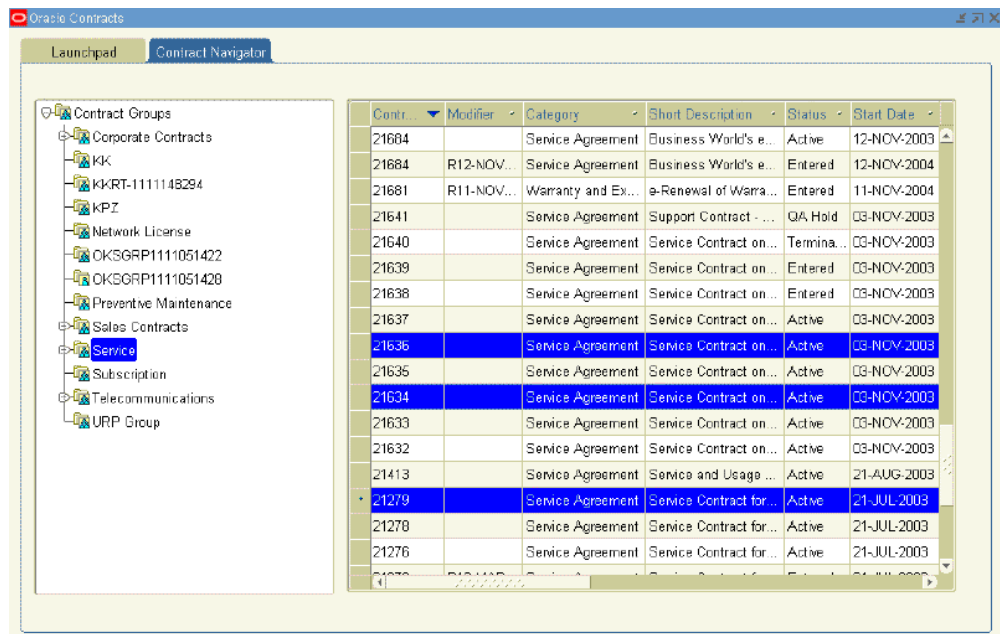 Oracle Contracts
Launchpad Contract Navigator
Contract Groups
Corporate Contracts
KK
KKRT-1111148294
KPZ
Network License
OKSGRP1111051422
OKSGRP1111051428
Preventive Maintenance
Sales Contracts
Service
Subscription
Telecommunications
URP Group
Contr... Modifier Category Short Description Status Start Date
21684 Service Agreement Business World's e... Active 12-NOV-2003
21684 R12-NOV... Service Agreement Business World's e... Entered 12-NOV-2004
21681 R11-NOV... Warranty and Ex... e-Renewal of Warra... Entered 11-NOV-2004
21641 Service Agreement Support Contract - ... QA Hold 03-NOV-2003
21640 Service Agreement Service Contract on... Termina... 03-NOV-2003
21639 Service Agreement Service Contract on... Entered 03-NOV-2003
21638 Service Agreement Service Contract on... Entered 03-NOV-2003
21637 Service Agreement Service Contract on... Active 03-NOV-2003
21636 Service Agreement Service Contract on... Active 03-NOV-2003
21635 Service Agreement Service Contract on... Active 03-NOV-2003
21634 Service Agreement Service Contract on... Active 03-NOV-2003
21633 Service Agreement Service Contract on... Active 03-NOV-2003
21632 Service Agreement Service Contract on... Active 03-NOV-2003
21413 Service Agreement Service and Usage ... Active 21-AUG-2003
21279 Service Agreement Service Contract for... Active 21-JUL-2003
21278 Service Agreement Service Contract for... Active 21-JUL-2003
21276 Service Agreement Service Contract for... Active 21-JUL-2003